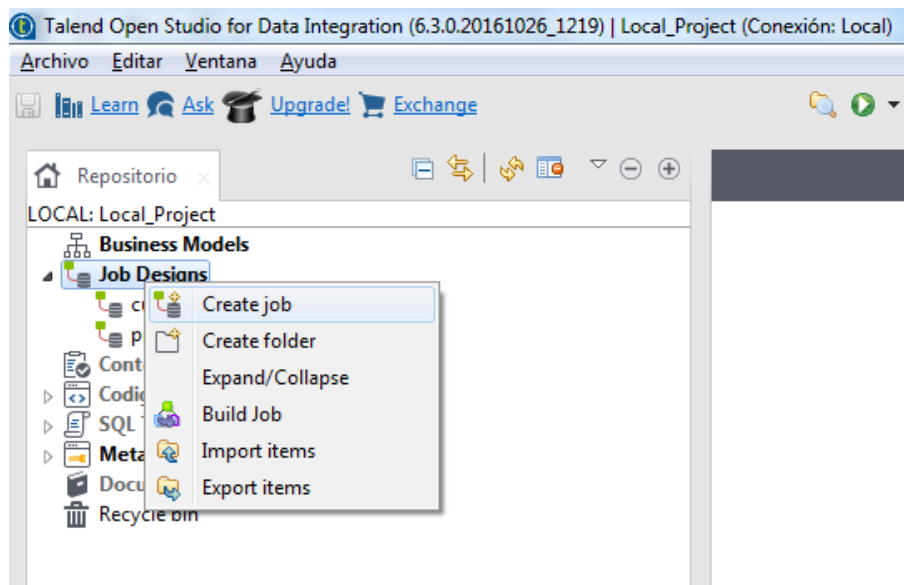 Talend Open Studio for Data Integration (6.3.0.20161026_1219) | Local_Project (Conexión: Local)
Archivo Editar Ventana Ayuda
Learn Ask Upgrade! Exchange
Repositorio
LOCAL: Local_Project
Business Models
Job Designs
Create job
Create folder
Expand/Collapse
Build Job
SQL
Import items
Export items
Recycle bin